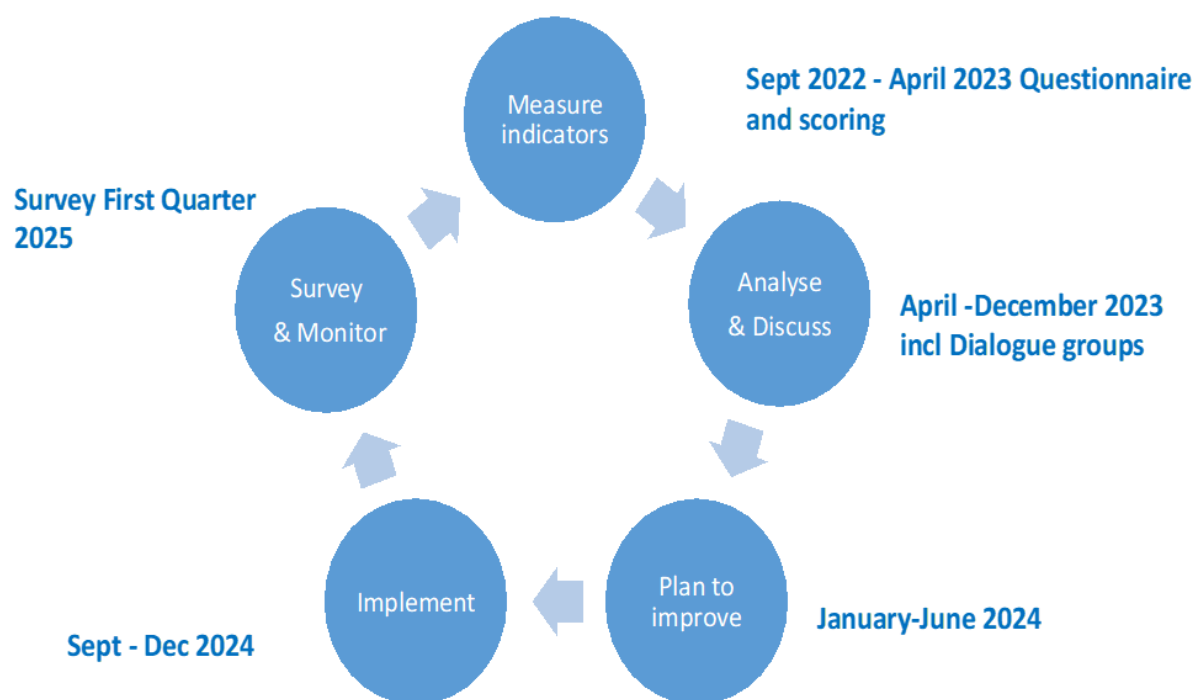 Measure
indicators
Sept 2022 - April 2023 Questionnaire
and scoring
Analyse
& Discuss
April -December 2023
incl Dialogue groups
Plan to
improve
January-June 2024
Implement
Sept - Dec 2024
Survey
& Monitor
Survey First Quarter
2025